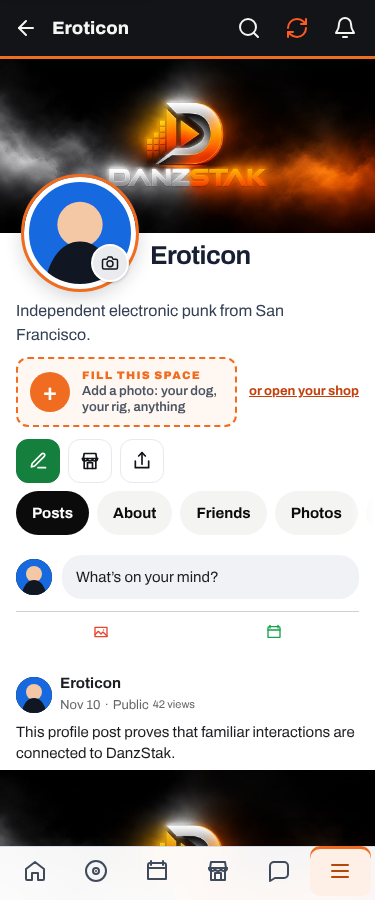 Eroticon
DANZSTAK
Eroticon
Independent electronic punk from San
Francisco.
FILL THIS SPACE
Add a photo: your dog,
your rig, anything
or open your shop
Posts
About
Friends
Photos
What's on your mind?
Eroticon
Nov 10 · Public 42 views
This profile post proves that familiar interactions are
connected to DanzStak.